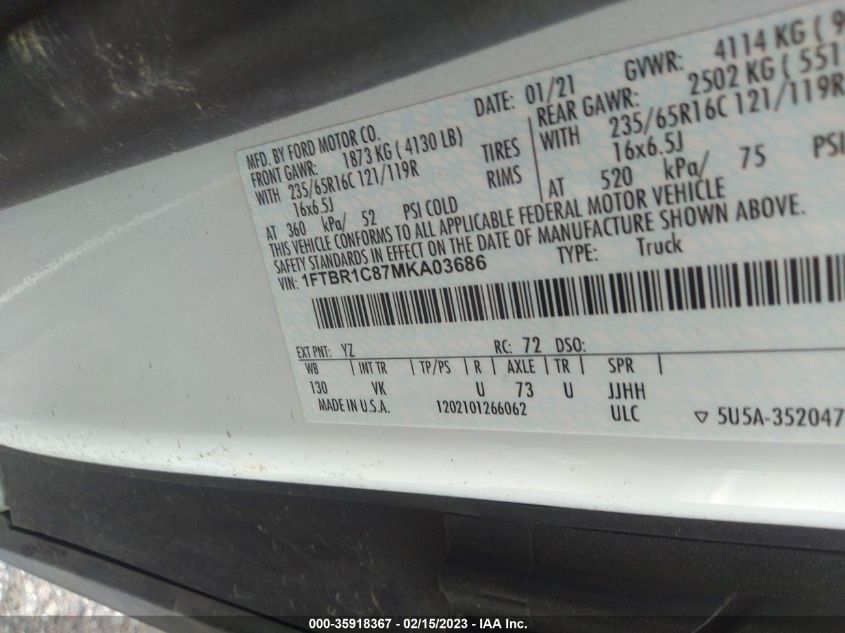 MFD. BY FORD MOTOR CO.
DATE: 01/21
GVWR: 4114 KG (
FRONT GAWR: 1873 KG ( 4130 LB)
REAR GAWR: 2502 KG (
WITH 235/65R16C 121/119R TIRES
WITH 235/65R16C 121/119R
16x6.5J RIMS
16x6.5J
AT 360 kPa/ 52 PSI COLD
AT 520 kPa/ 75 PSI
THIS VEHICLE CONFORMS TO ALL APPLICABLE FEDERAL MOTOR VEHICLE
SAFETY STANDARDS IN EFFECT ON THE DATE OF MANUFACTURE SHOWN ABOVE.
VIN: 1FTBR1C87MKA03686
TYPE: Truck
EXT PNT: YZ RC: 72 DSO:
WB INT TR TP/PS R AXLE TR SPR
130 VK U 73 U JJHH
MADE IN U.S.A. 1202101266062 ULC ▽ 5U5A-352047
000-35918367 - 02/15/2023 - IAA Inc.